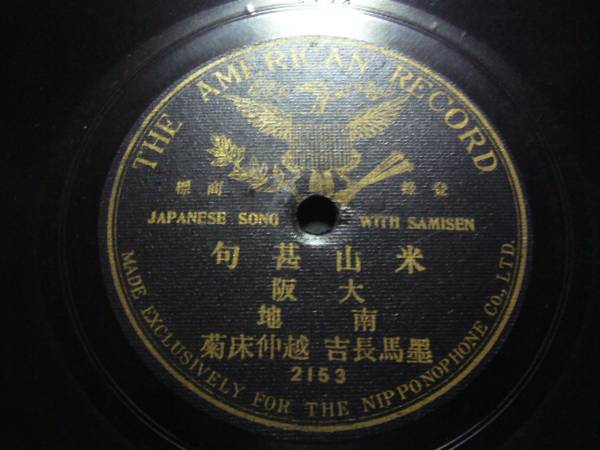 THE AMERICAN RECORD
登録商標
JAPANESE SONG WITH SAMISEN
米山甚句
大阪
南地
墨馬長吉 越仲床菊
2153
MADE EXCLUSIVELY FOR THE NIPPONOPHONE CO., LTD.